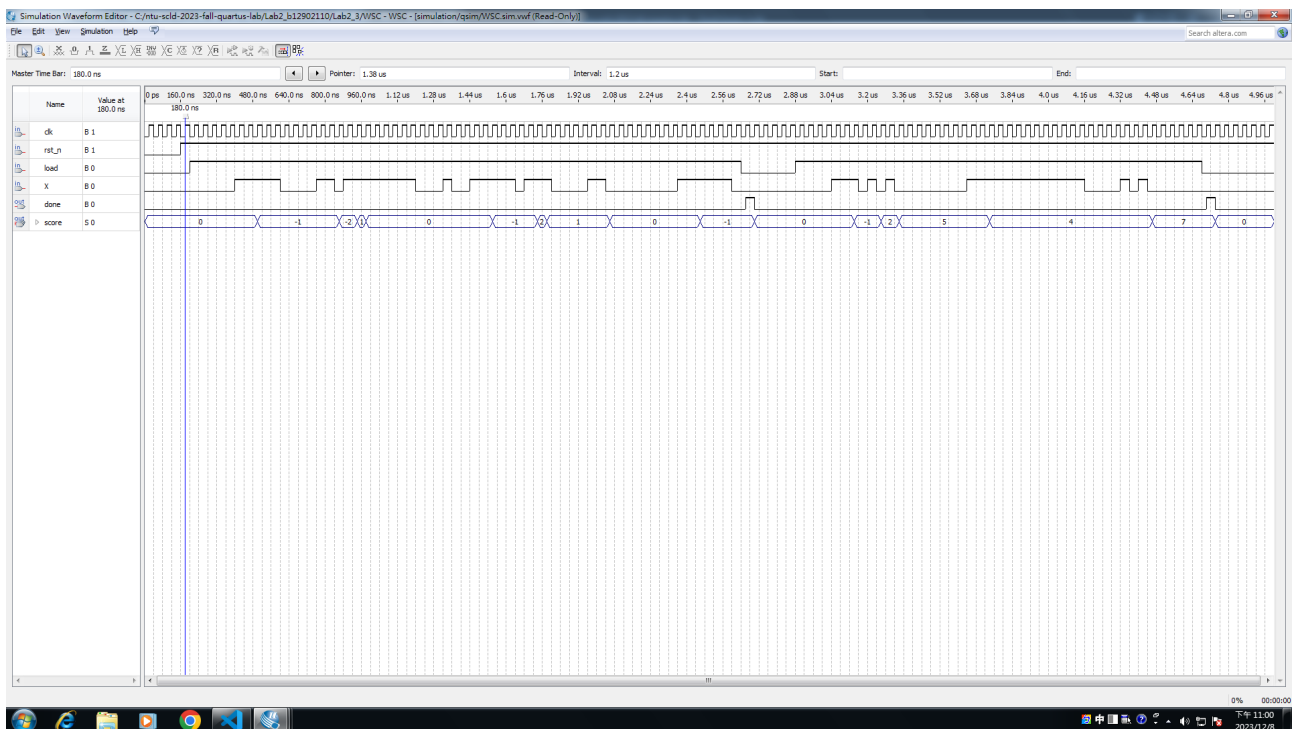 Simulation Waveform Editor - C:/ntu-scld-2023-fall-quartus-lab/Lab2_b12902110/Lab2_3/WSC - WSC - [simulation/qsim/WSC.sim.vwf (Read-Only)]
File Edit View Simulation Help
Search altera.com
Master Time Bar: 180.0 ns Pointer: 1.38 us Interval: 1.2 us Start: End:
Name Value at 180.0 ns
0 ps 160.0 ns 320.0 ns 480.0 ns 640.0 ns 800.0 ns 960.0 ns 1.12 us 1.28 us 1.44 us 1.6 us 1.76 us 1.92 us 2.08 us 2.24 us 2.4 us 2.56 us 2.72 us 2.88 us 3.04 us 3.2 us 3.36 us 3.52 us 3.68 us 3.84 us 4.0 us 4.16 us 4.32 us 4.48 us 4.64 us 4.8 us 4.96 us
180.0 ns
clk B 1
rst_n B 1
load B 0
X B 0
done B 0
score S 0 0 -1 -2 1 0 -1 2 1 0 -1 0 -1 2 5 4 7 0
0% 00:00:00
中
下午 11:00
2023/12/8